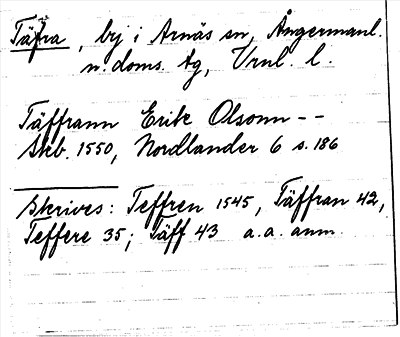 Täfra, by i Arnäs sn, Ångermanl.
n. doms. tg, Vrnl. l.
Täffrann Erik Olsonn --
Skb. 1550, Nordlander 6 s. 186
Skrives: Teffren 1545, Täffran 42,
Teffere 35; Täff 43 a.a. anm.